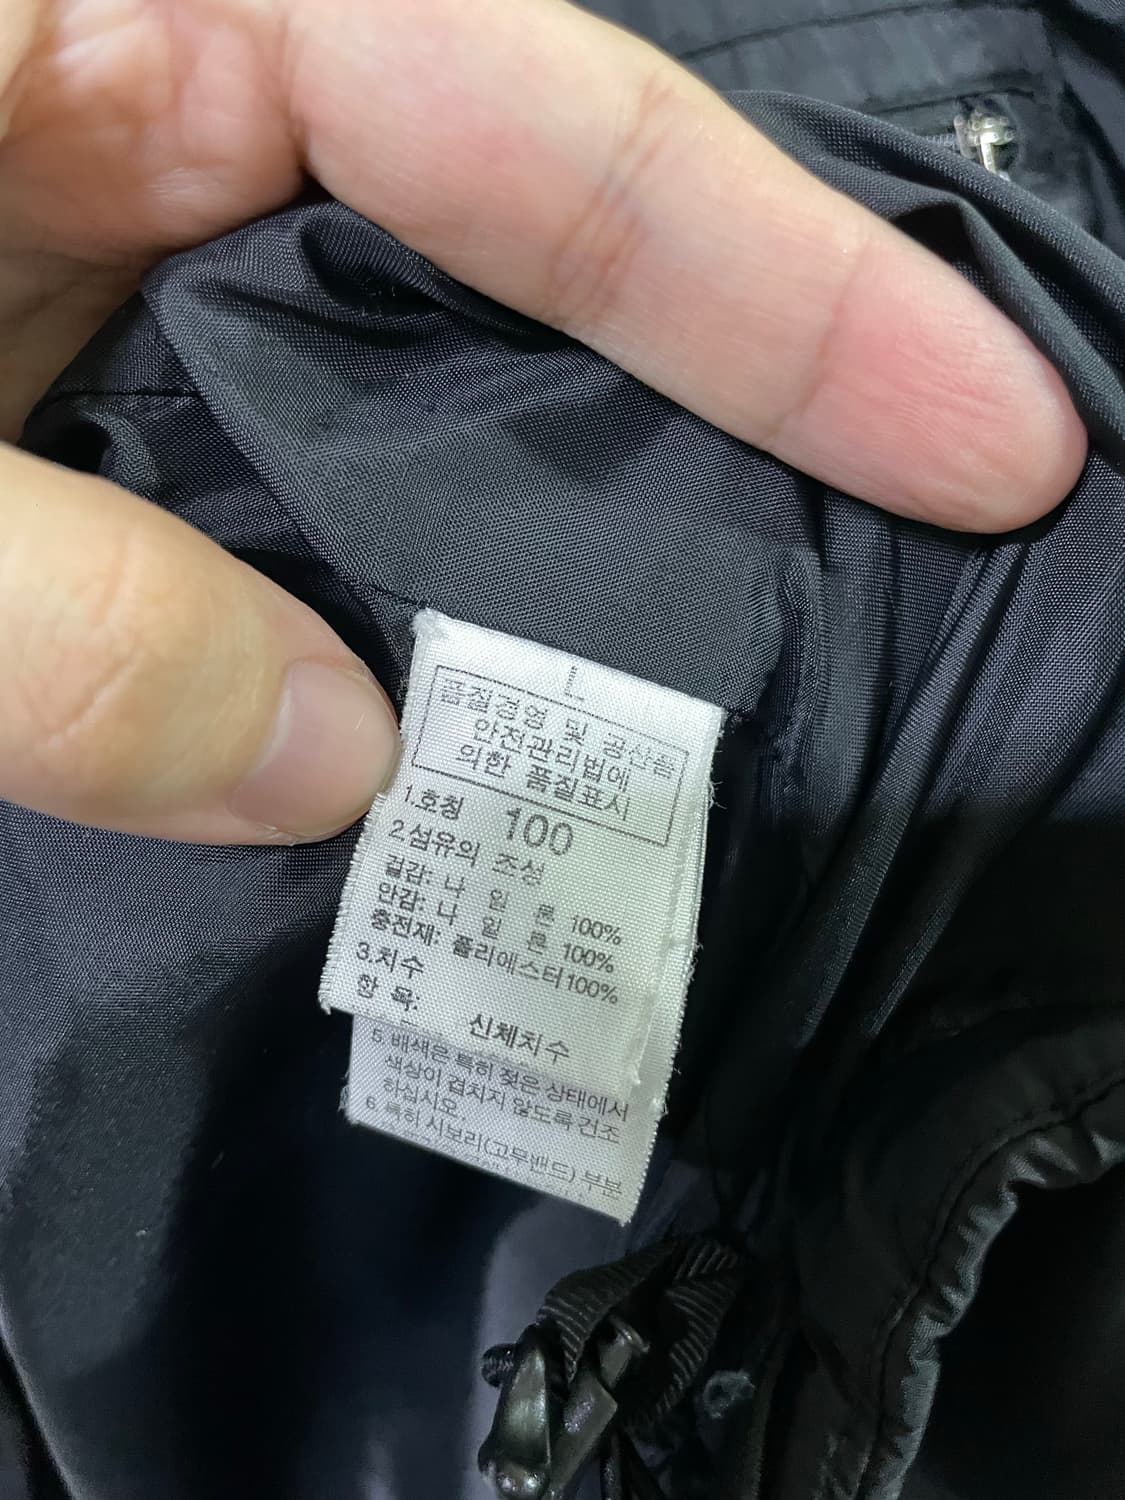 L
품질경영 및 공산품
안전관리법에
의한 품질표시
1.호칭 100
2.섬유의 조성
겉감: 나 일 론 100%
안감: 나 일 론 100%
충전재: 폴리에스터100%
3.치수
항 목: 신체치수
5. 배색은 특히 젖은 상태에서
색상이 겹치지 않도록 건조
하십시오
6. 특히 시보리(고무밴드) 부분